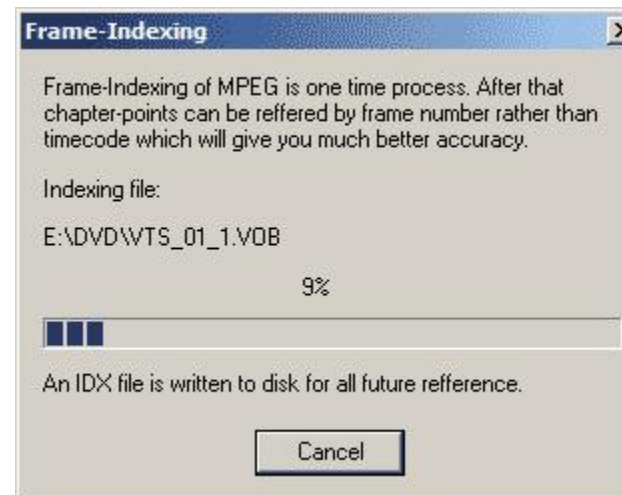 Frame-Indexing
Frame-Indexing of MPEG is one time process. After that
chapter-points can be reffered by frame number rather than
timecode which will give you much better accuracy.
Indexing file:
E:\DVD\VTS_01_1.VOB
9%
An IDX file is written to disk for all future refference.
Cancel